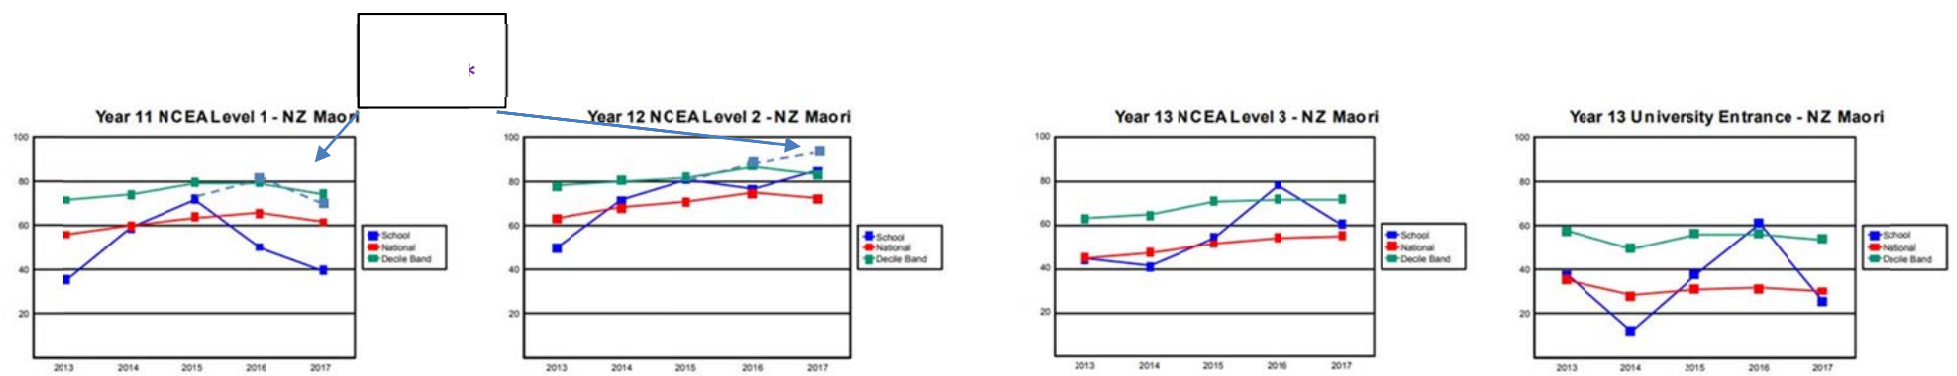 Year 11 NCEA Level 1 - NZ Maori
100
80
60
40
20
2013 2014 2015 2016 2017
School
National
Decile Band
Year 12 NCEA Level 2 - NZ Maori
100
80
60
40
20
2013 2014 2015 2016 2017
School
National
Decile Band
Year 13 NCEA Level 3 - NZ Maori
100
80
60
40
20
2013 2014 2015 2016 2017
School
National
Decile Band
Year 13 University Entrance - NZ Maori
100
80
60
40
20
2013 2014 2015 2016 2017
School
National
Decile Band